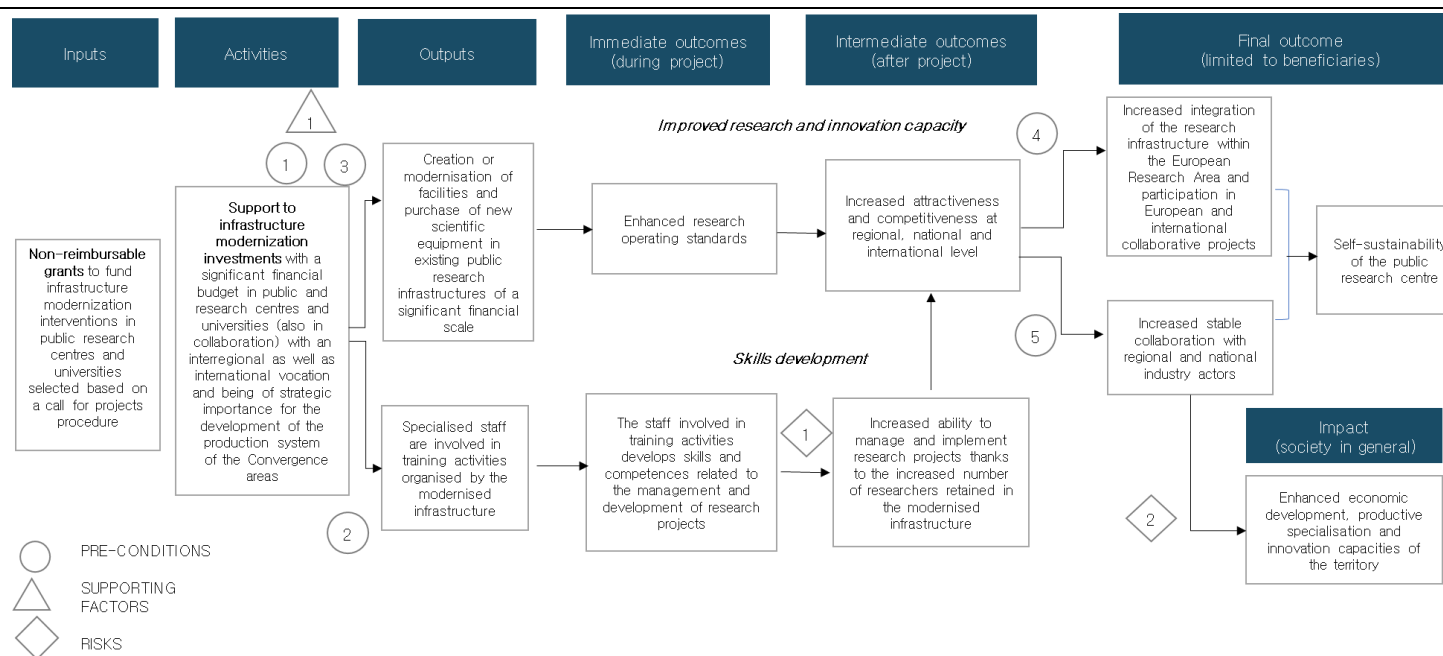 Inputs
Activities
Outputs
Immediate outcomes
(during project)
Intermediate outcomes
(after project)
Final outcome
(limited to beneficiaries)
1
1
3
Improved research and innovation capacity
4
Non-reimbursable
grants to fund
infrastructure
modernization
interventions in
public research
centres and
universities
selected based on
a call for projects
procedure
Support to
infrastructure
modernization
investments with a
significant financial
budget in public and
research centres and
universities (also in
collaboration) with an
interregional as well as
international vocation
and being of strategic
importance for the
development of the
production system
of the Convergence
areas
Creation or
modernisation of
facilities and
purchase of new
scientific
equipment in
existing public
research
infrastructures of a
significant financial
scale
Enhanced research
operating standards
Increased attractiveness
and competitiveness at
regional, national and
international level
Increased integration
of the research
infrastructure within
the European
Research Area and
participation in
European and
international
collaborative projects
Self-sustainability
of the public
research centre
5
Increased stable
collaboration with
regional and national
industry actors
Skills development
Specialised staff
are involved in
training activities
organised by the
modernised
infrastructure
2
The staff involved in
training activities
develops skills and
competences related to
the management and
development of research
projects
1
Increased ability to
manage and implement
research projects thanks
to the increased number
of researchers retained in
the modernised
infrastructure
Impact
(society in general)
2
Enhanced economic
development, productive
specialisation and
innovation capacities of
the territory
PRE-CONDITIONS
SUPPORTING
FACTORS
RISKS